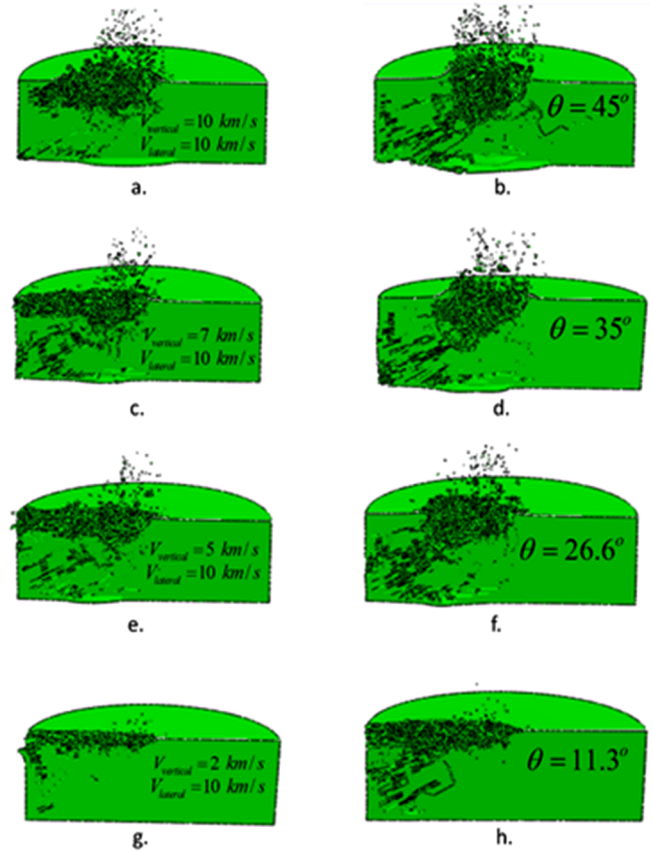 V_vertical = 10 km/s
V_lateral = 10 km/s
θ = 45°
a.
b.
V_vertical = 7 km/s
V_lateral = 10 km/s
θ = 35°
c.
d.
V_vertical = 5 km/s
V_lateral = 10 km/s
θ = 26.6°
e.
f.
V_vertical = 2 km/s
V_lateral = 10 km/s
θ = 11.3°
g.
h.